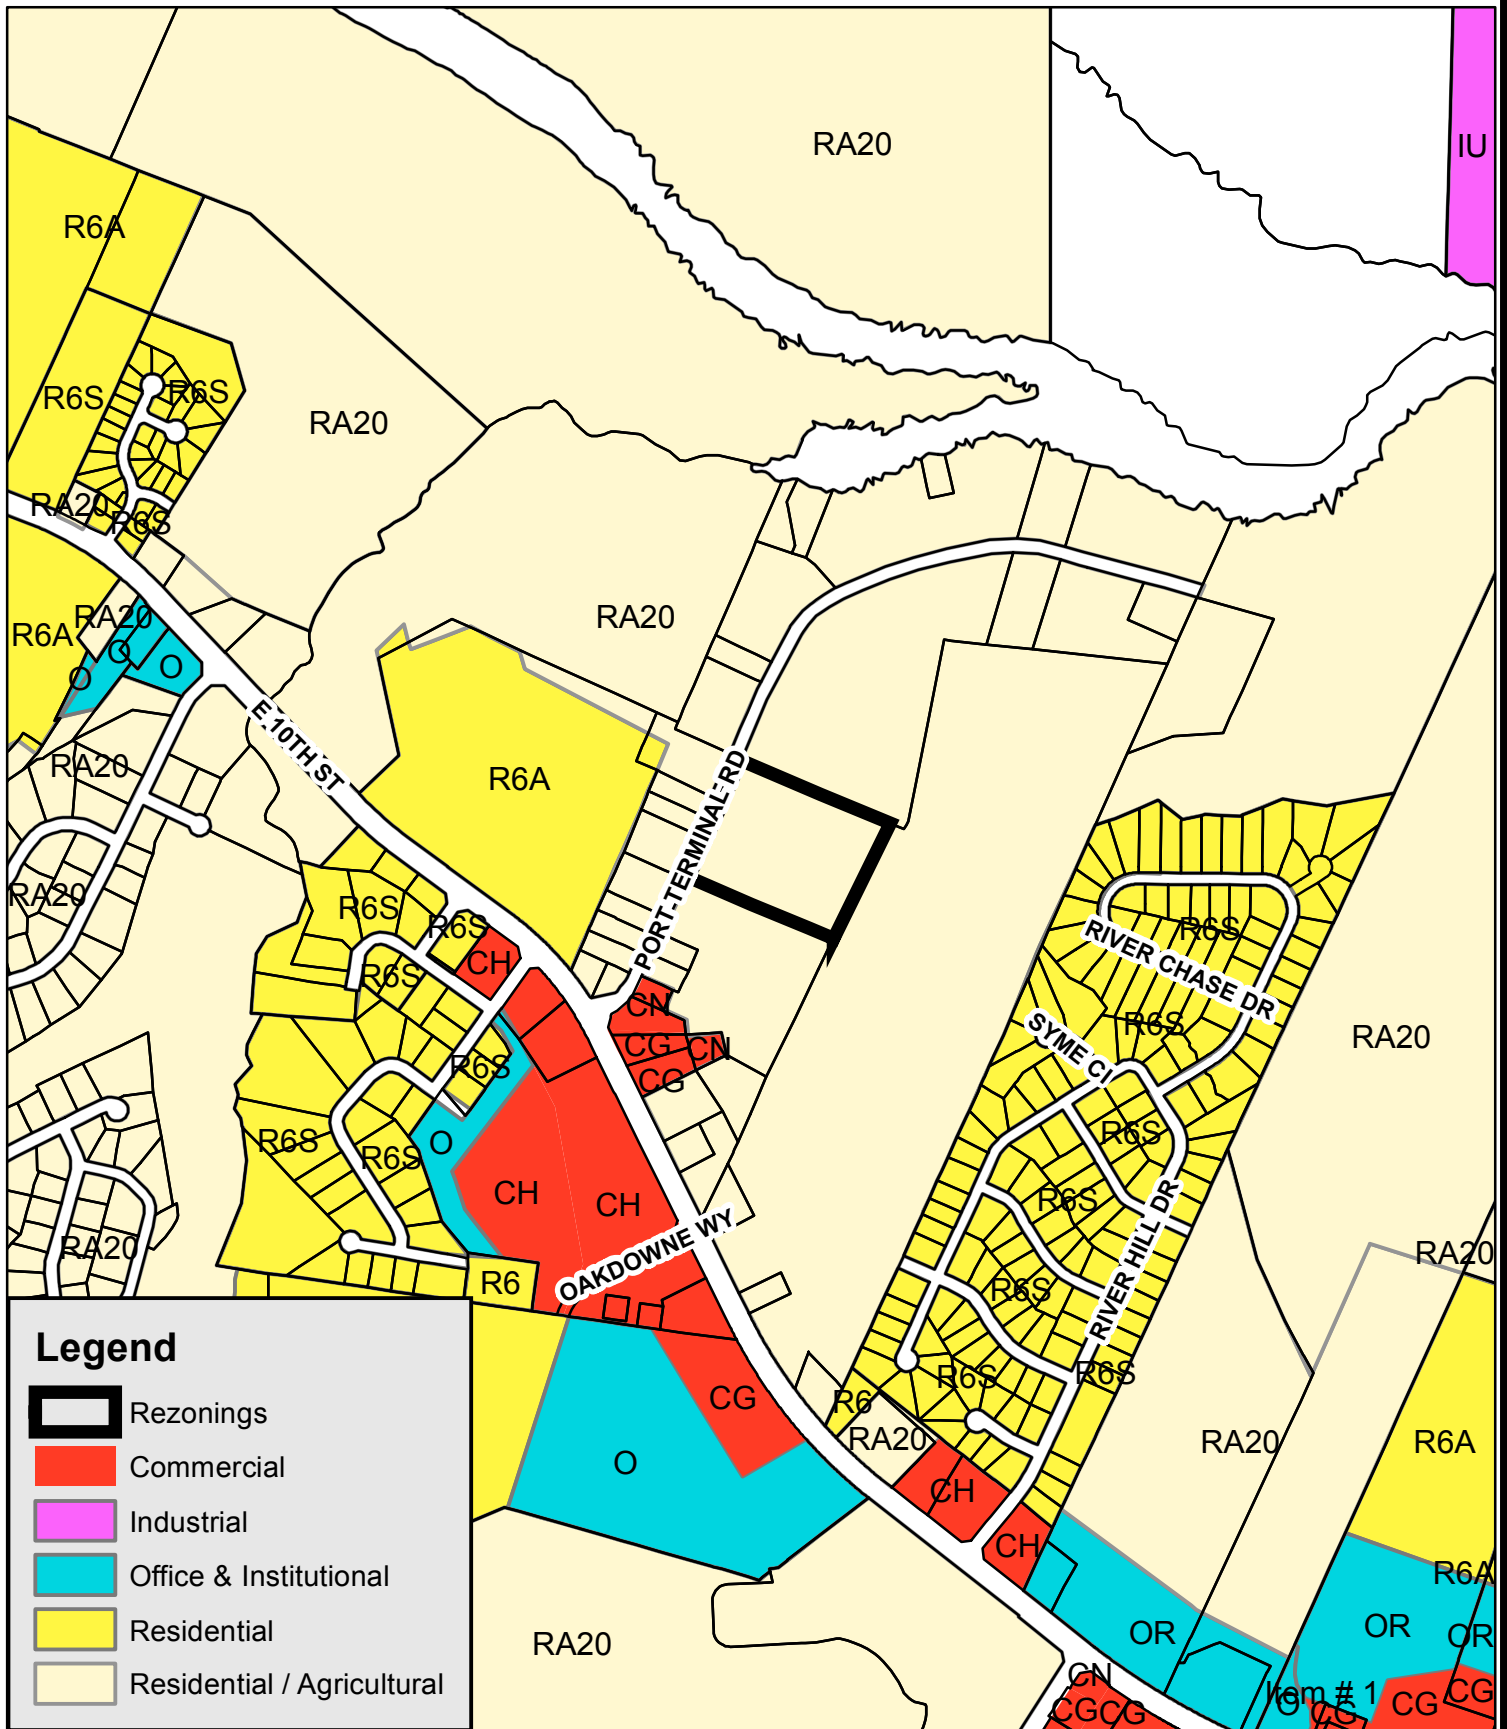 RA20
IU
R6A
R6S
R6S
RA20
RA20
R6S
RA20
RA20
R6A
O
O
O
E 10TH ST
RA20
R6A
PORT TERMINAL RD
RA20
R6S
R6S
CH
R6S
R6S
RIVER CHASE DR
CN
CG
CN
CG
R6S
SYME CI
R6S
RA20
R6S
R6S
O
R6S
CH
CH
R6S
RIVER HILL DR
OAKDOWNE WY
RA20
RA20
R6
R6S
R6S
R6S
CG
R6
RA20
RA20
R6A
O
CH
CH
R6A
OR
OR
OR
RA20
CN
CG
CG
O
CG
CG
CG
Item # 1
Legend
Rezonings
Commercial
Industrial
Office & Institutional
Residential
Residential / Agricultural